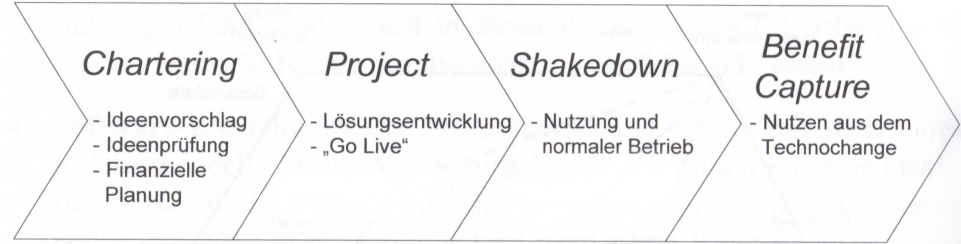 Chartering
- Ideenvorschlag
- Ideenprüfung
- Finanzielle
Planung
Project
- Lösungsentwicklung
- „Go Live“
Shakedown
- Nutzung und
normaler Betrieb
Benefit
Capture
- Nutzen aus dem
Technochange